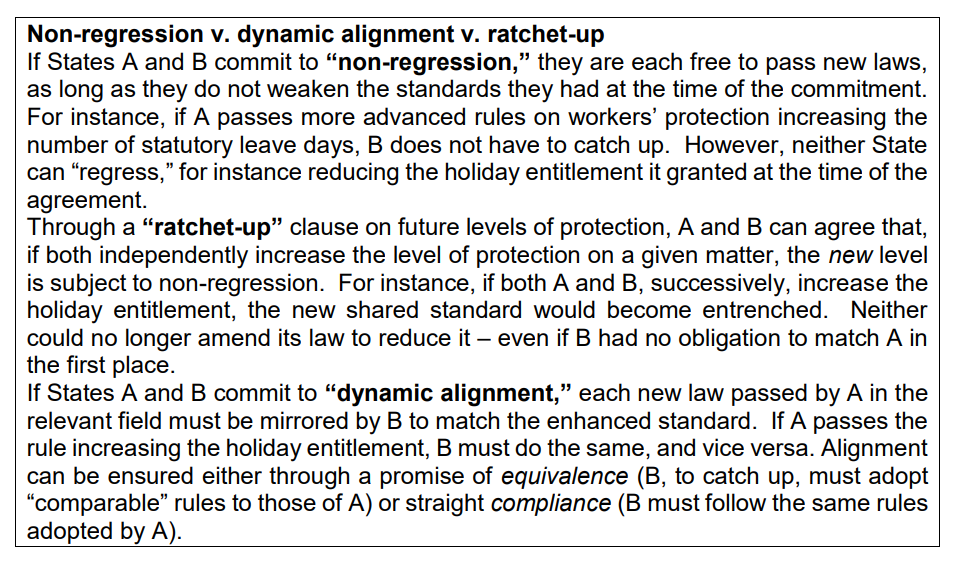 Non-regression v. dynamic alignment v. ratchet-up
If States A and B commit to “non-regression,” they are each free to pass new laws,
as long as they do not weaken the standards they had at the time of the commitment.
For instance, if A passes more advanced rules on workers’ protection increasing the
number of statutory leave days, B does not have to catch up.  However, neither State
can “regress,” for instance reducing the holiday entitlement it granted at the time of the
agreement.
Through a “ratchet-up” clause on future levels of protection, A and B can agree that,
if both independently increase the level of protection on a given matter, the new level
is subject to non-regression.  For instance, if both A and B, successively, increase the
holiday entitlement, the new shared standard would become entrenched.  Neither
could no longer amend its law to reduce it – even if B had no obligation to match A in
the first place.
If States A and B commit to “dynamic alignment,” each new law passed by A in the
relevant field must be mirrored by B to match the enhanced standard.  If A passes the
rule increasing the holiday entitlement, B must do the same, and vice versa. Alignment
can be ensured either through a promise of equivalence (B, to catch up, must adopt
“comparable” rules to those of A) or straight compliance (B must follow the same rules
adopted by A).